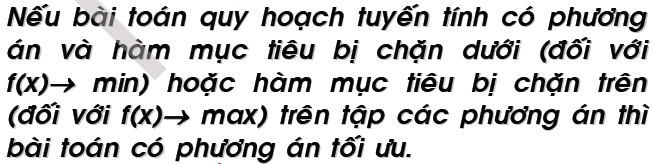 Nếu bài toán quy hoạch tuyến tính có phương
án và hàm mục tiêu bị chặn dưới (đối với
f(x)→ min) hoặc hàm mục tiêu bị chặn trên
(đối với f(x)→ max) trên tập các phương án thì
bài toán có phương án tối ưu.